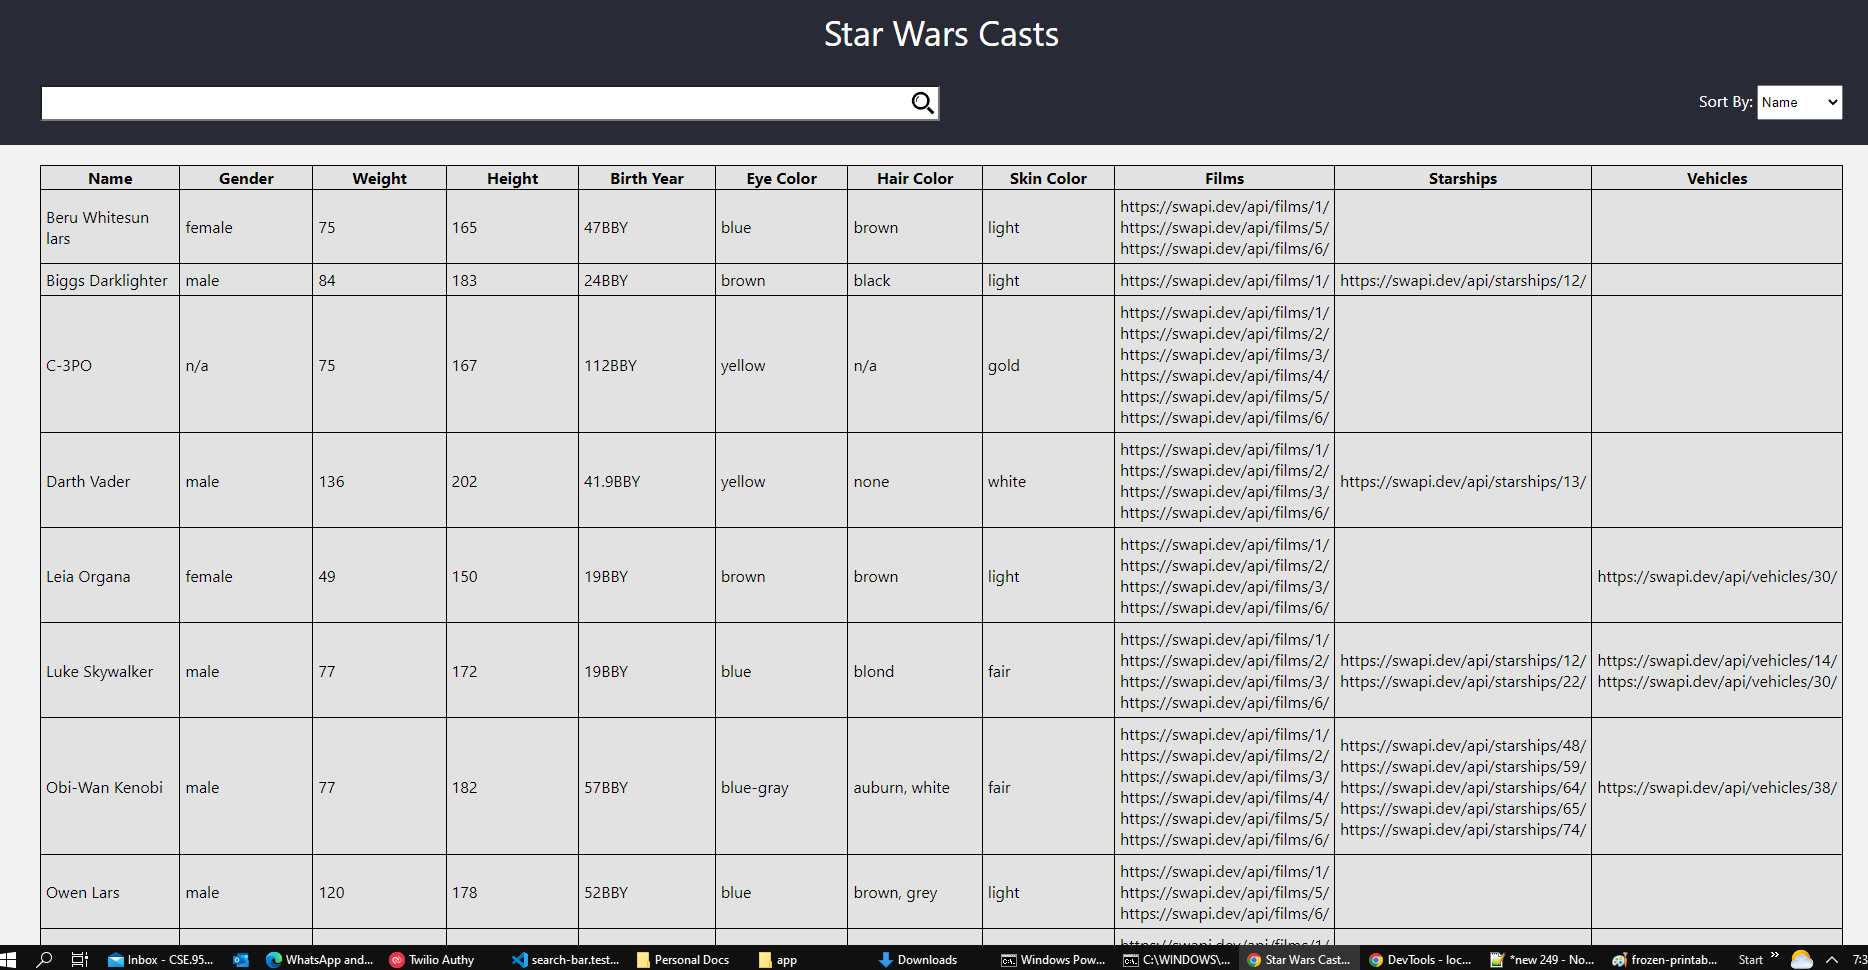 Star Wars Casts
Sort By: Name
Name Gender Weight Height Birth Year Eye Color Hair Color Skin Color Films Starships Vehicles
Beru Whitesun
lars
female 75 165 47BBY blue brown light
https://swapi.dev/api/films/1/
https://swapi.dev/api/films/5/
https://swapi.dev/api/films/6/
Biggs Darklighter male 84 183 24BBY brown black light https://swapi.dev/api/films/1/ https://swapi.dev/api/starships/12/
C-3PO n/a 75 167 112BBY yellow n/a gold
https://swapi.dev/api/films/1/
https://swapi.dev/api/films/2/
https://swapi.dev/api/films/3/
https://swapi.dev/api/films/4/
https://swapi.dev/api/films/5/
https://swapi.dev/api/films/6/
Darth Vader male 136 202 41.9BBY yellow none white
https://swapi.dev/api/films/1/
https://swapi.dev/api/films/2/
https://swapi.dev/api/films/3/
https://swapi.dev/api/films/6/
https://swapi.dev/api/starships/13/
Leia Organa female 49 150 19BBY brown brown light
https://swapi.dev/api/films/1/
https://swapi.dev/api/films/2/
https://swapi.dev/api/films/3/
https://swapi.dev/api/films/6/
https://swapi.dev/api/vehicles/30/
Luke Skywalker male 77 172 19BBY blue blond fair
https://swapi.dev/api/films/1/
https://swapi.dev/api/films/2/
https://swapi.dev/api/films/3/
https://swapi.dev/api/films/6/
https://swapi.dev/api/starships/12/
https://swapi.dev/api/starships/22/
https://swapi.dev/api/vehicles/14/
https://swapi.dev/api/vehicles/30/
Obi-Wan Kenobi male 77 182 57BBY blue-gray auburn, white fair
https://swapi.dev/api/films/1/
https://swapi.dev/api/films/2/
https://swapi.dev/api/films/3/
https://swapi.dev/api/films/4/
https://swapi.dev/api/films/5/
https://swapi.dev/api/films/6/
https://swapi.dev/api/starships/48/
https://swapi.dev/api/starships/59/
https://swapi.dev/api/starships/64/
https://swapi.dev/api/starships/65/
https://swapi.dev/api/starships/74/
https://swapi.dev/api/vehicles/38/
Owen Lars male 120 178 52BBY blue brown, grey light
https://swapi.dev/api/films/1/
https://swapi.dev/api/films/5/
https://swapi.dev/api/films/6/
Inbox - CSE.95... WhatsApp and... Twilio Authy search-bar.test... Personal Docs app Downloads Windows Pow... C:\WINDOWS\... Star Wars Cast... DevTools - loc... *new 249 - No... frozen-printab... Start » 7:3